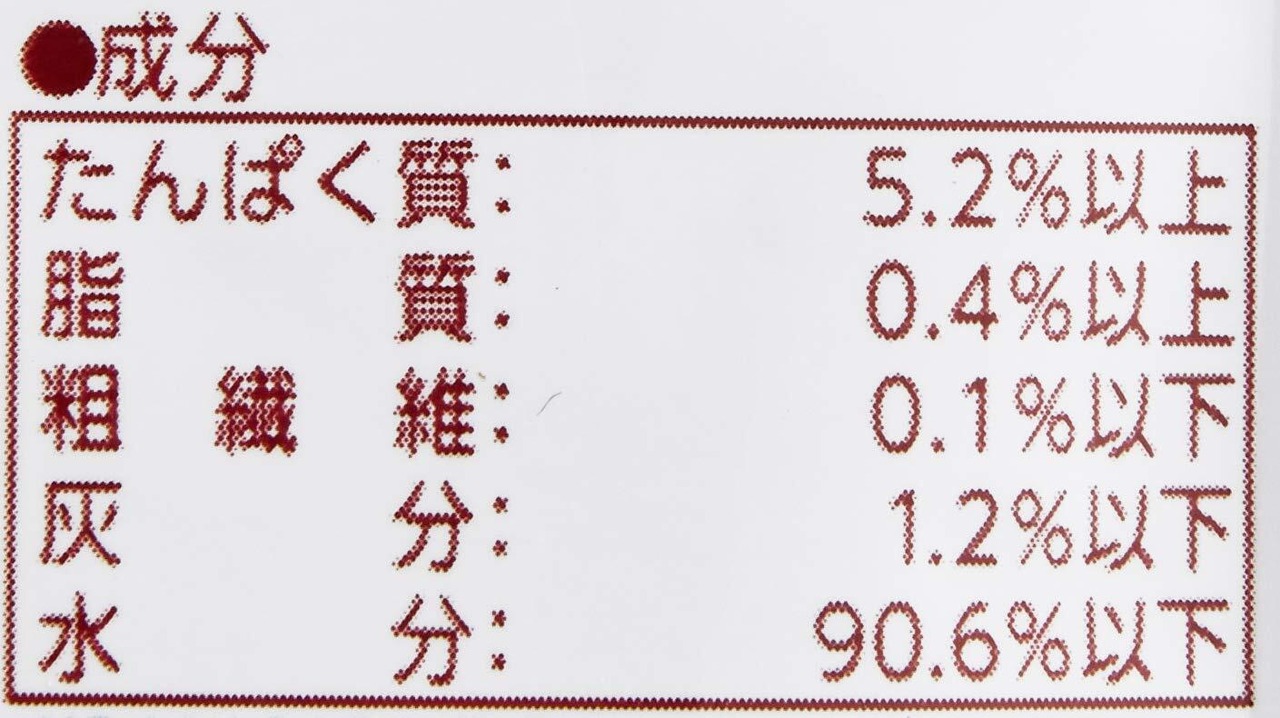 ●成分
たんぱく質： 5.2％以上
脂質： 0.4％以上
粗繊維： 0.1％以下
灰分： 1.2％以下
水分： 90.6％以下